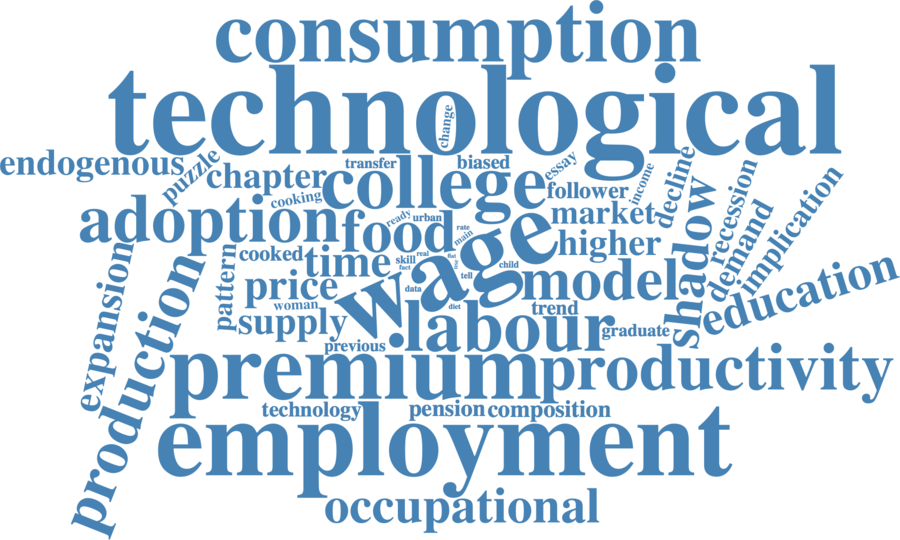 consumption
technological
change
endogenous
puzzle
chapter
transfer
cooking
college
biased
essay
follower
income
decline
adoption
food
ready
urban
rate
main
wage
market
higher
shadow
recession
demand
implication
expansion
production
pattern
cooked
time
price
woman
supply
skill
real
fact
flat
tell
child
data
diet
model
trend
education
labour
graduate
previous
premium
productivity
technology
pension
composition
employment
occupational